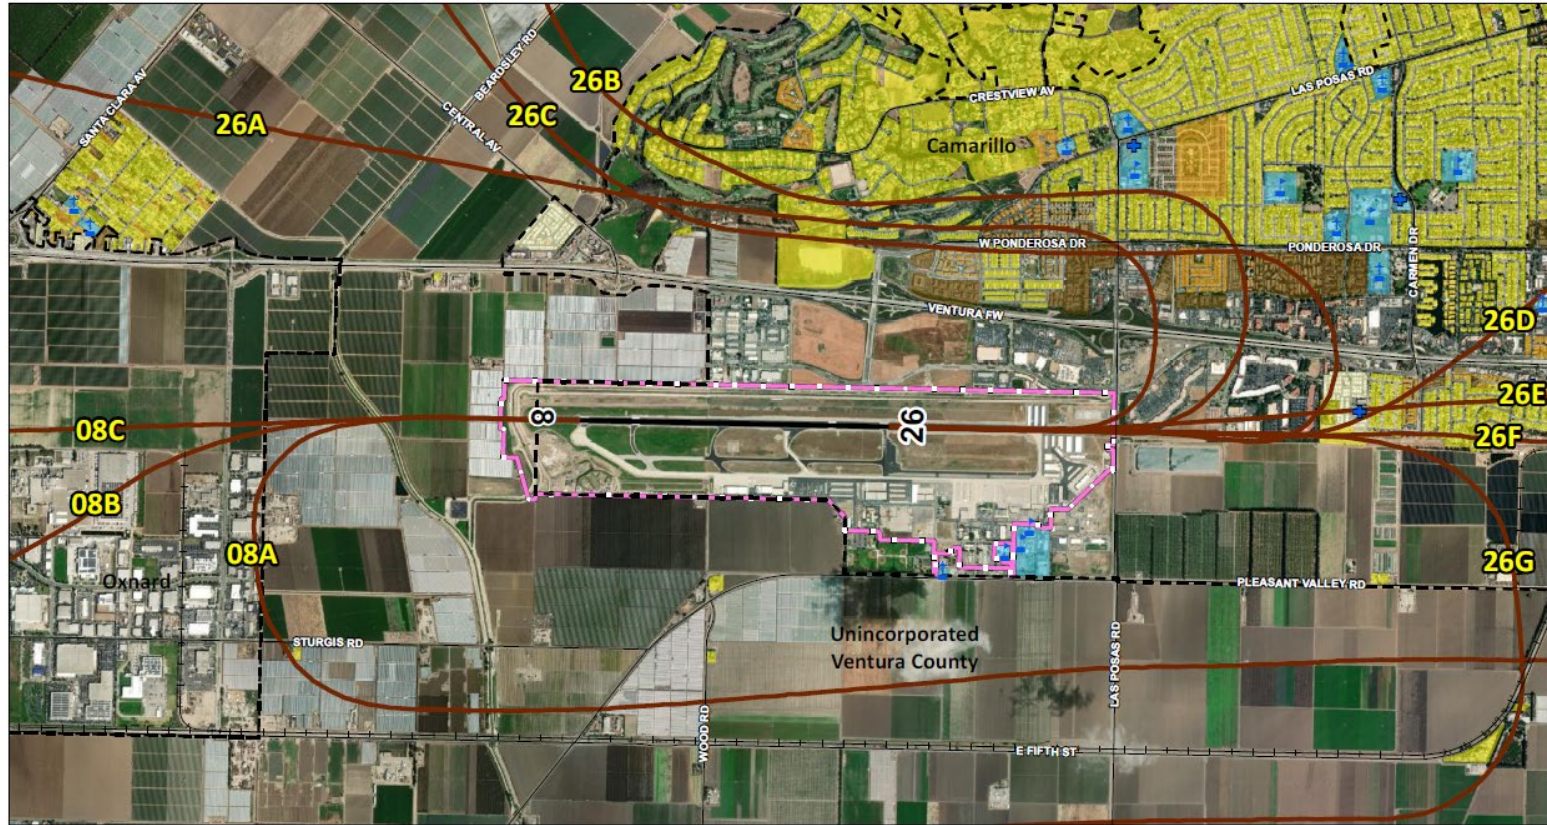 SANTA CLARA AV
BEARDSLEY RD
26B
26A
CENTRAL AV
26C
CRESTVIEW AV
LAS POSAS RD
Camarillo
W PONDEROSA DR
PONDEROSA DR
CARMEN DR
VENTURA FW
26D
26E
08C
8
26
26F
08B
08A
Oxnard
26G
PLEASANT VALLEY RD
STURGIS RD
Unincorporated
Ventura County
LAS POSAS RD
WOOD RD
E FIFTH ST